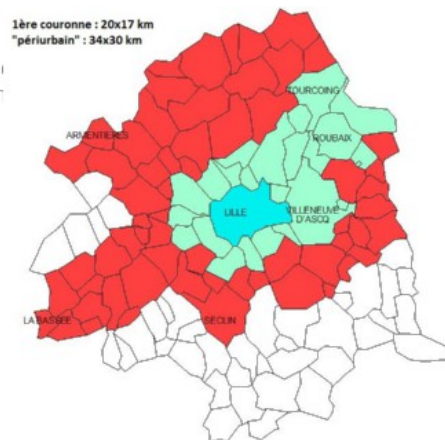 1ère couronne : 20x17 km
"périurbain" : 34x30 km
TOURCOING
ARMENTIERES
ROUBAIX
LILLE
VILLENEUVE
D'ASCQ
LA BASSEE
SECLIN